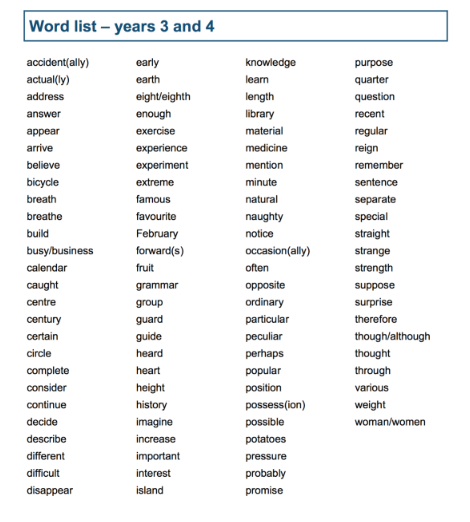 Word list – years 3 and 4
accident(ally)
actual(ly)
address
answer
appear
arrive
believe
bicycle
breath
breathe
build
busy/business
calendar
caught
centre
century
certain
circle
complete
consider
continue
decide
describe
different
difficult
disappear
early
earth
eight/eighth
enough
exercise
experience
experiment
extreme
famous
favourite
February
forward(s)
fruit
grammar
group
guard
guide
heard
heart
height
history
imagine
increase
important
interest
island
knowledge
learn
length
library
material
medicine
mention
minute
natural
naughty
notice
occasion(ally)
often
opposite
ordinary
particular
peculiar
perhaps
popular
position
possess(ion)
possible
potatoes
pressure
probably
promise
purpose
quarter
question
recent
regular
reign
remember
sentence
separate
special
straight
strange
strength
suppose
surprise
therefore
though/although
thought
through
various
weight
woman/women